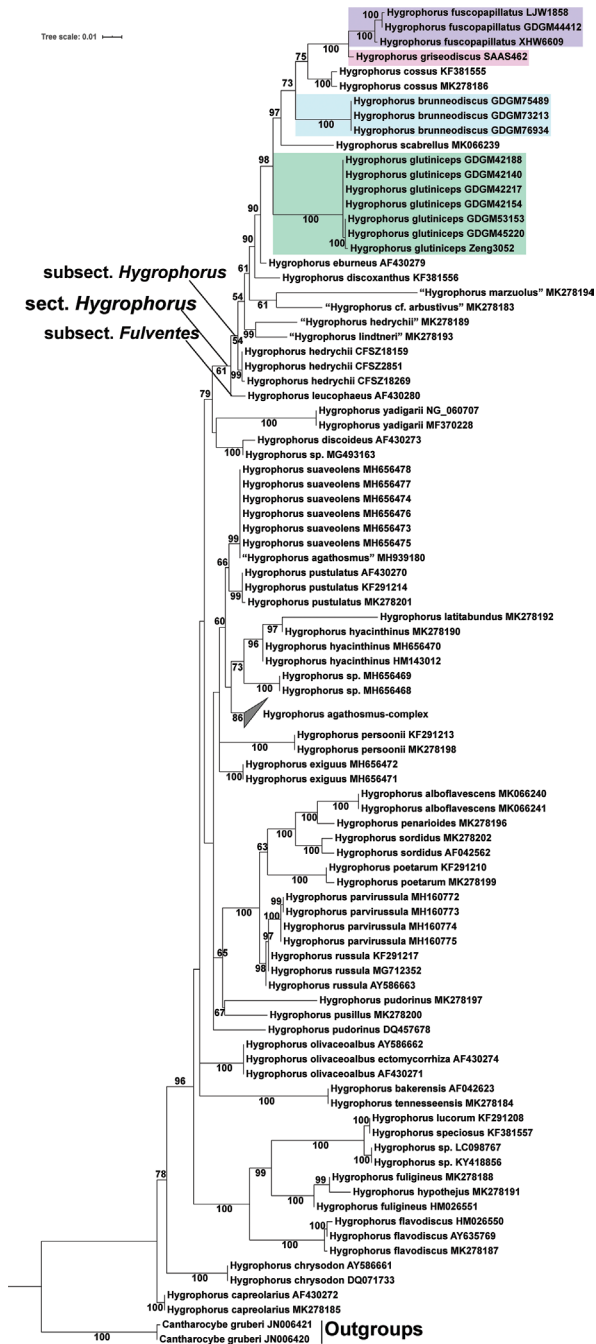 Tree scale: 0.01
100
Hygrophorus fuscopapillatus LJW1858
Hygrophorus fuscopapillatus GDGM44412
Hygrophorus fuscopapillatus XHW6609
100
Hygrophorus griseodiscus SAAS462
75
Hygrophorus cossus KF381555
100
Hygrophorus cossus MK278186
73
Hygrophorus brunneodiscus GDGM75489
Hygrophorus brunneodiscus GDGM73213
100
Hygrophorus brunneodiscus GDGM76934
97
Hygrophorus scabrellus MK066239
98
Hygrophorus glutiniceps GDGM42188
Hygrophorus glutiniceps GDGM42140
Hygrophorus glutiniceps GDGM42217
Hygrophorus glutiniceps GDGM42154
100
Hygrophorus glutiniceps GDGM53153
Hygrophorus glutiniceps GDGM45220
Hygrophorus glutiniceps Zeng3052
90
Hygrophorus eburneus AF430279
90
Hygrophorus discoxanthus KF381556
61
subsect. Hygrophorus
"Hygrophorus marzuolus" MK278194
61
"Hygrophorus cf. arbustivus" MK278183
54
sect. Hygrophorus
"Hygrophorus hedrychii" MK278189
99
"Hygrophorus lindtneri" MK278193
subsect. Fulventes
54
Hygrophorus hedrychii CFSZ18159
Hygrophorus hedrychii CFSZ2851
99
Hygrophorus hedrychii CFSZ18269
61
Hygrophorus leucophaeus AF430280
79
Hygrophorus yadigarii NG_060707
100
Hygrophorus yadigarii MF370228
Hygrophorus discoideus AF430273
100
Hygrophorus sp. MG493163
Hygrophorus suaveolens MH656478
Hygrophorus suaveolens MH656477
Hygrophorus suaveolens MH656474
Hygrophorus suaveolens MH656476
Hygrophorus suaveolens MH656473
99
Hygrophorus suaveolens MH656475
"Hygrophorus agathosmus" MH939180
66
Hygrophorus pustulatus AF430270
Hygrophorus pustulatus KF291214
99
Hygrophorus pustulatus MK278201
60
Hygrophorus latitabundus MK278192
97
Hygrophorus hyacinthinus MK278190
96
Hygrophorus hyacinthinus MH656470
Hygrophorus hyacinthinus HM143012
73
Hygrophorus sp. MH656469
100
Hygrophorus sp. MH656468
86
Hygrophorus agathosmus-complex
Hygrophorus persoonii KF291213
100
Hygrophorus persoonii MK278198
Hygrophorus exiguus MH656472
100
Hygrophorus exiguus MH656471
Hygrophorus alboflavescens MK066240
100
Hygrophorus alboflavescens MK066241
100
Hygrophorus penarioides MK278196
100
Hygrophorus sordidus MK278202
100
Hygrophorus sordidus AF042562
63
Hygrophorus poetarum KF291210
100
Hygrophorus poetarum MK278199
99
Hygrophorus parvirussula MH160772
Hygrophorus parvirussula MH160773
100
100
Hygrophorus parvirussula MH160774
97
Hygrophorus parvirussula MH160775
65
Hygrophorus russula KF291217
98
Hygrophorus russula MG712352
Hygrophorus russula AY586663
Hygrophorus pudorinus MK278197
67
Hygrophorus pusillus MK278200
Hygrophorus pudorinus DQ457678
Hygrophorus olivaceoalbus AY586662
Hygrophorus olivaceoalbus ectomycorrhiza AF430274
100
Hygrophorus olivaceoalbus AF430271
96
Hygrophorus bakerensis AF042623
100
Hygrophorus tennesseensis MK278184
100
Hygrophorus lucorum KF291208
Hygrophorus speciosus KF381557
100
Hygrophorus sp. LC098767
100
Hygrophorus sp. KY418856
78
99
99
Hygrophorus fuligineus MK278188
Hygrophorus hypothejus MK278191
100
Hygrophorus fuligineus HM026551
100
100
Hygrophorus flavodiscus HM026550
Hygrophorus flavodiscus AY635769
100
Hygrophorus flavodiscus MK278187
Hygrophorus chrysodon AY586661
100
Hygrophorus chrysodon DQ071733
Hygrophorus capreolarius AF430272
100
Hygrophorus capreolarius MK278185
Cantharocybe gruberi JN006421
Outgroups
100
Cantharocybe gruberi JN006420